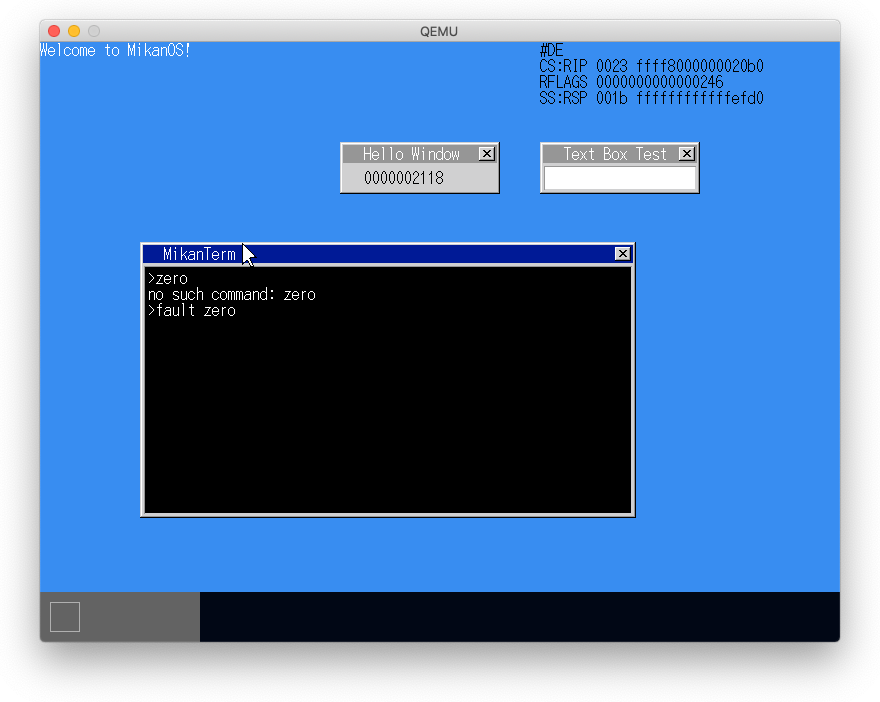 QEMU
Welcome to MikanOS!
#DE
CS:RIP 0023 ffff8000000020b0
RFLAGS 0000000000000246
SS:RSP 001b ffffffffffffefd0
Hello Window
0000002118
Text Box Test
MikanTerm
>zero
no such command: zero
>fault zero